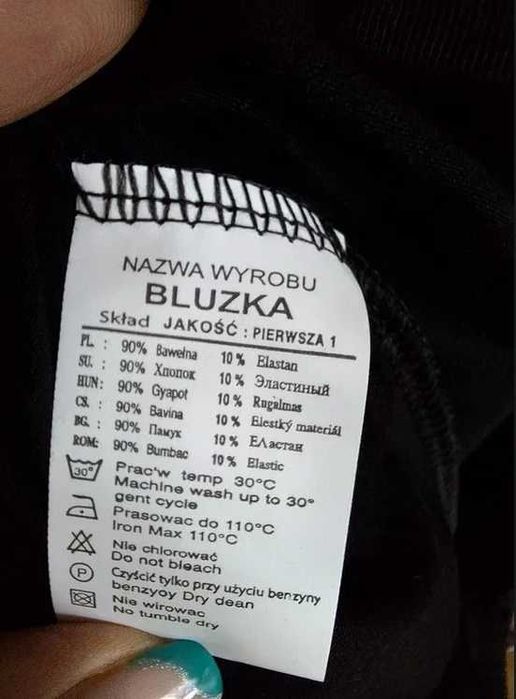 NAZWA WYROBU
BLUZKA
Skład JAKOŚĆ : PIERWSZA 1
PL. : 90% Bawełna 10% Elastan
SU. : 90% Хлопок 10% Эластиный
HUN: 90% Gyapot 10% Rugalmas
CS. : 90% Bavina 10% Elestký materiál
BG. : 90% Памук 10% ЕЛастан
ROM: 90% Bumbac 10% Elastic
30° Prac'w temp 30°C
Machine wash up to 30°
gent cycle
Prasowac do 110°C
Iron Max 110°C
Nie chlorować
Do not bleach
P Czyścić tylko przy użyciu benzyny
benzyoy Dry dean
Nie wirowac
No tumble dry